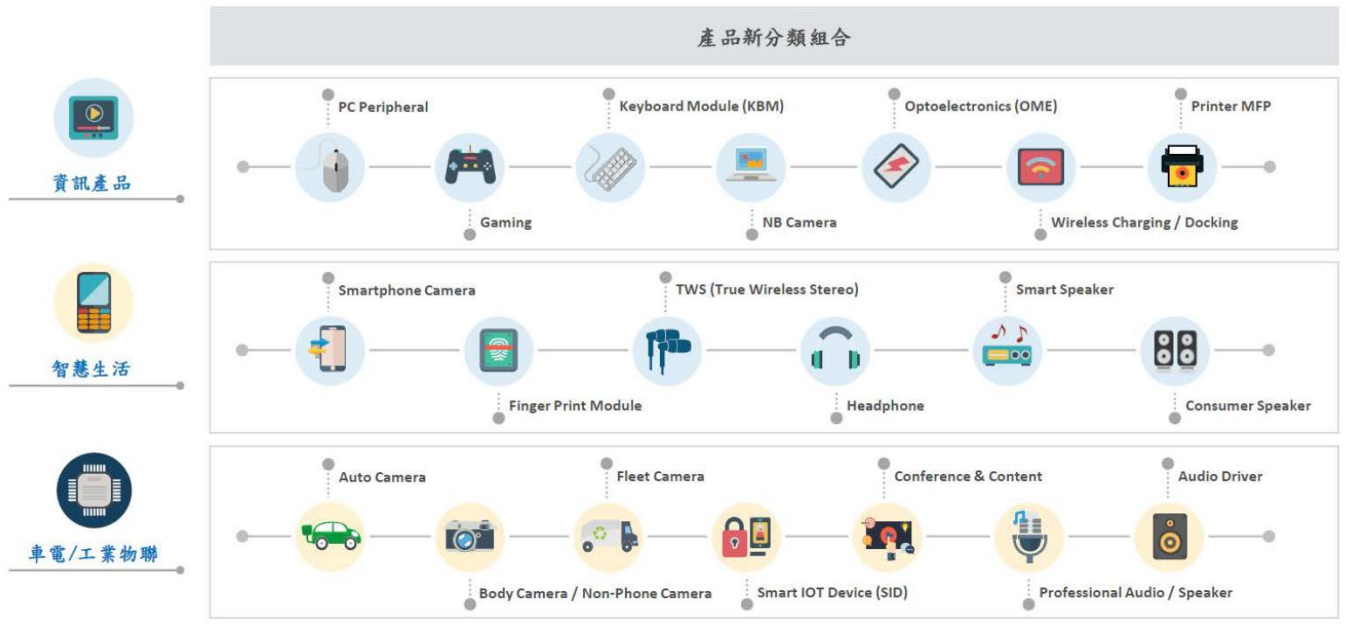 產品新分類組合
資訊產品
PC Peripheral
Gaming
Keyboard Module (KBM)
NB Camera
Optoelectronics (OME)
Wireless Charging / Docking
Printer MFP
智慧生活
Smartphone Camera
Finger Print Module
TWS (True Wireless Stereo)
Headphone
Smart Speaker
Consumer Speaker
車電/工業物聯
Auto Camera
Body Camera / Non-Phone Camera
Fleet Camera
Smart IOT Device (SID)
Conference & Content
Professional Audio / Speaker
Audio Driver